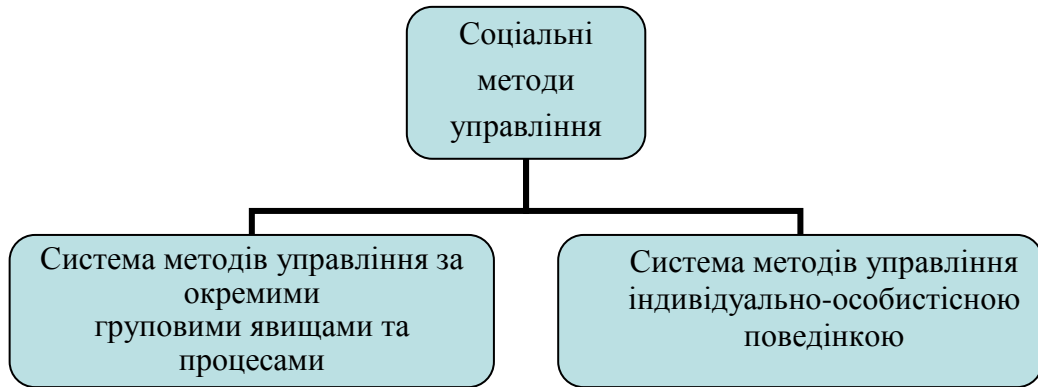 Соціальні
методи
управління
Система методів управління за
окремими
груповими явищами та
процесами
Система методів управління
індивідуально-особистісною
поведінкою